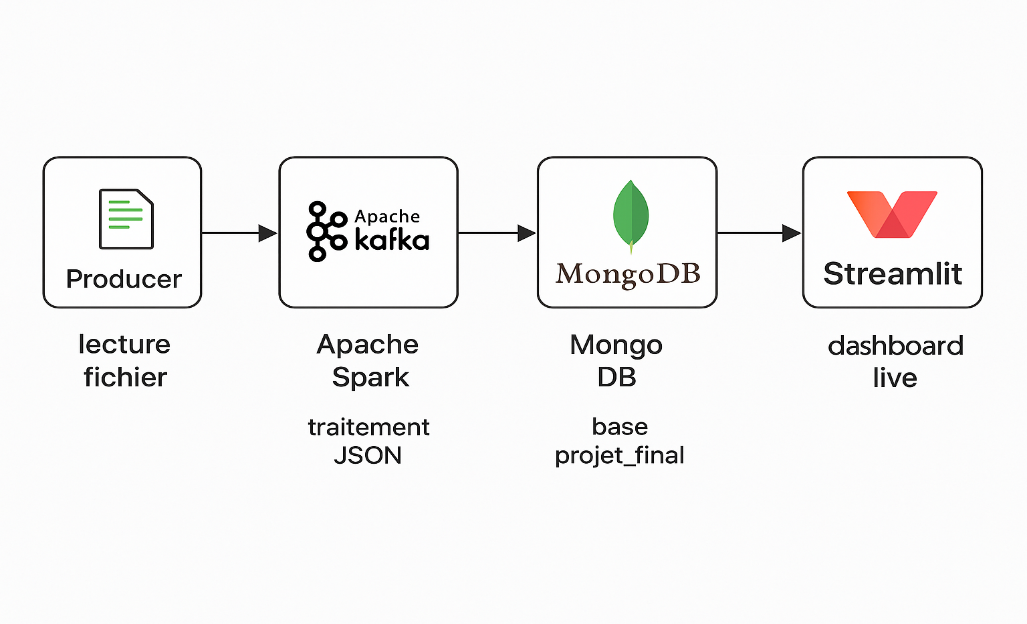 Producer
Apache
kafka
MongoDB
Streamlit
lecture
fichier
Apache
Spark
traitement
JSON
Mongo
DB
base
projet_final
dashboard
live